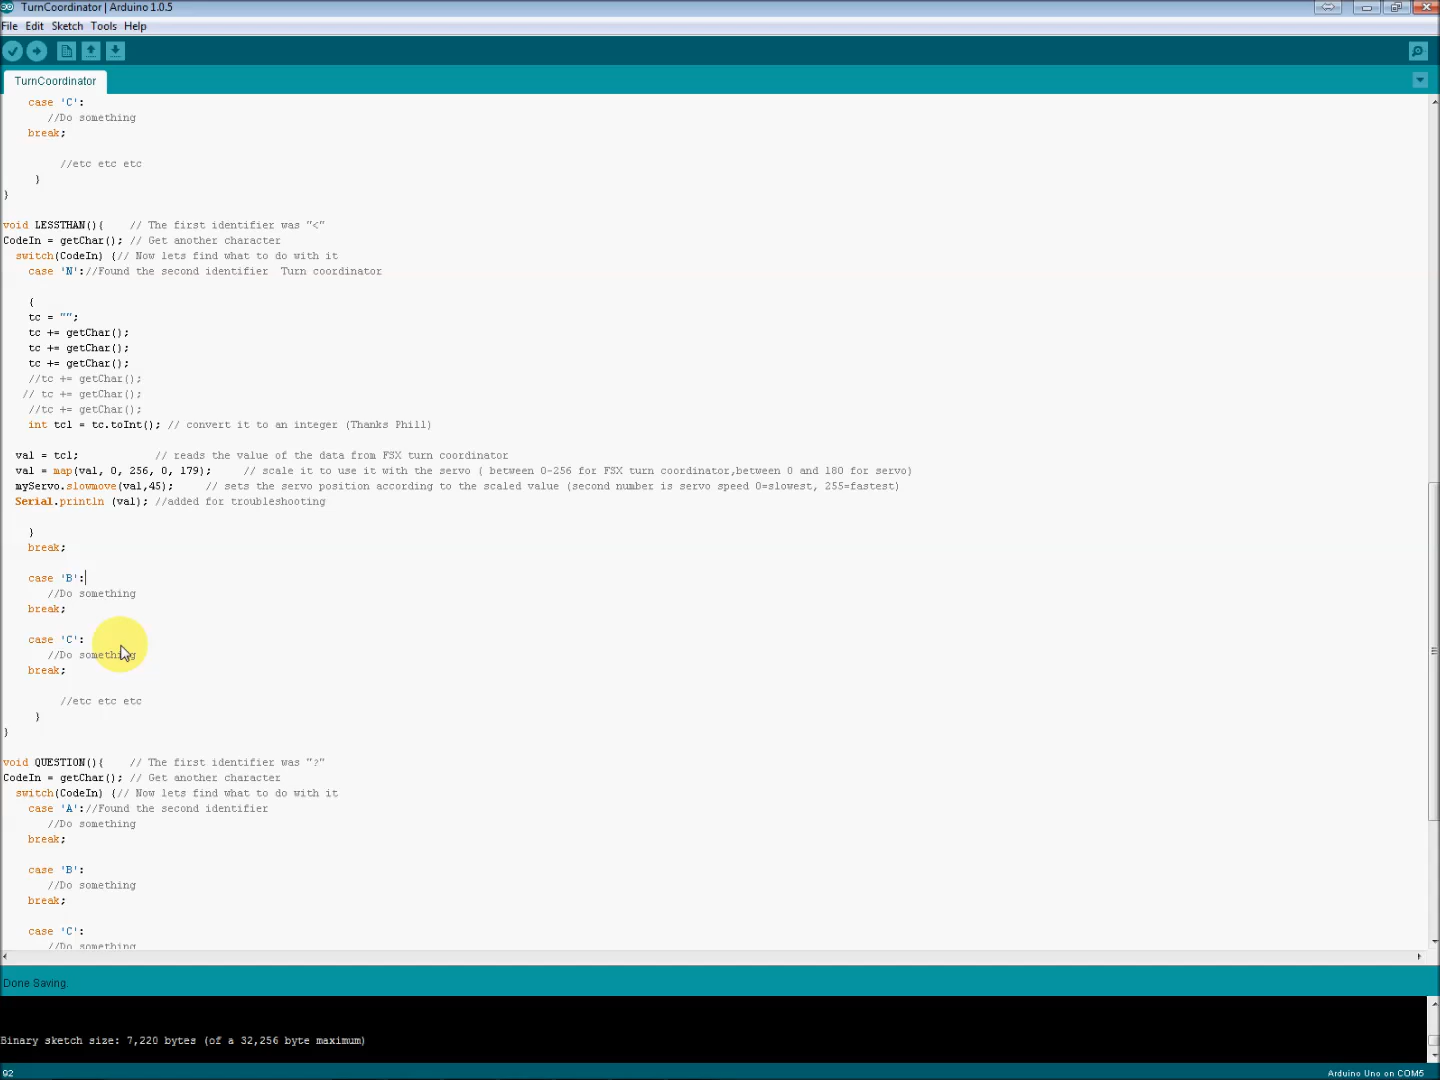 TurnCoordinator | Arduino 1.0.5
File Edit Sketch Tools Help
TurnCoordinator
case 'C':
//Do something
break;
//etc etc etc
}
}
void LESSTHAN(){    // The first identifier was "<"
CodeIn = getChar(); // Get another character
switch(CodeIn) {// Now lets find what to do with it
case 'N'://Found the second identifier  Turn coordinator
{
tc = "";
tc += getChar();
tc += getChar();
tc += getChar();
//tc += getChar();
// tc += getChar();
//tc += getChar();
int tcl = tc.toInt(); // convert it to an integer (Thanks Phill)
val = tcl;            // reads the value of the data from FSX turn coordinator
val = map(val, 0, 256, 0, 179);     // scale it to use it with the servo ( between 0-256 for FSX turn coordinator,between 0 and 180 for servo)
myServo.slowmove(val,45);     // sets the servo position according to the scaled value (second number is servo speed 0=slowest, 255=fastest)
Serial.println (val); //added for troubleshooting
}
break;
case 'B':
//Do something
break;
case 'C':
//Do something
break;
//etc etc etc
}
}
void QUESTION(){    // The first identifier was "?"
CodeIn = getChar(); // Get another character
switch(CodeIn) {// Now lets find what to do with it
case 'A'://Found the second identifier
//Do something
break;
case 'B':
//Do something
break;
case 'C':
//Do something
Done Saving.
Binary sketch size: 7,220 bytes (of a 32,256 byte maximum)
92
Arduino Uno on COM5